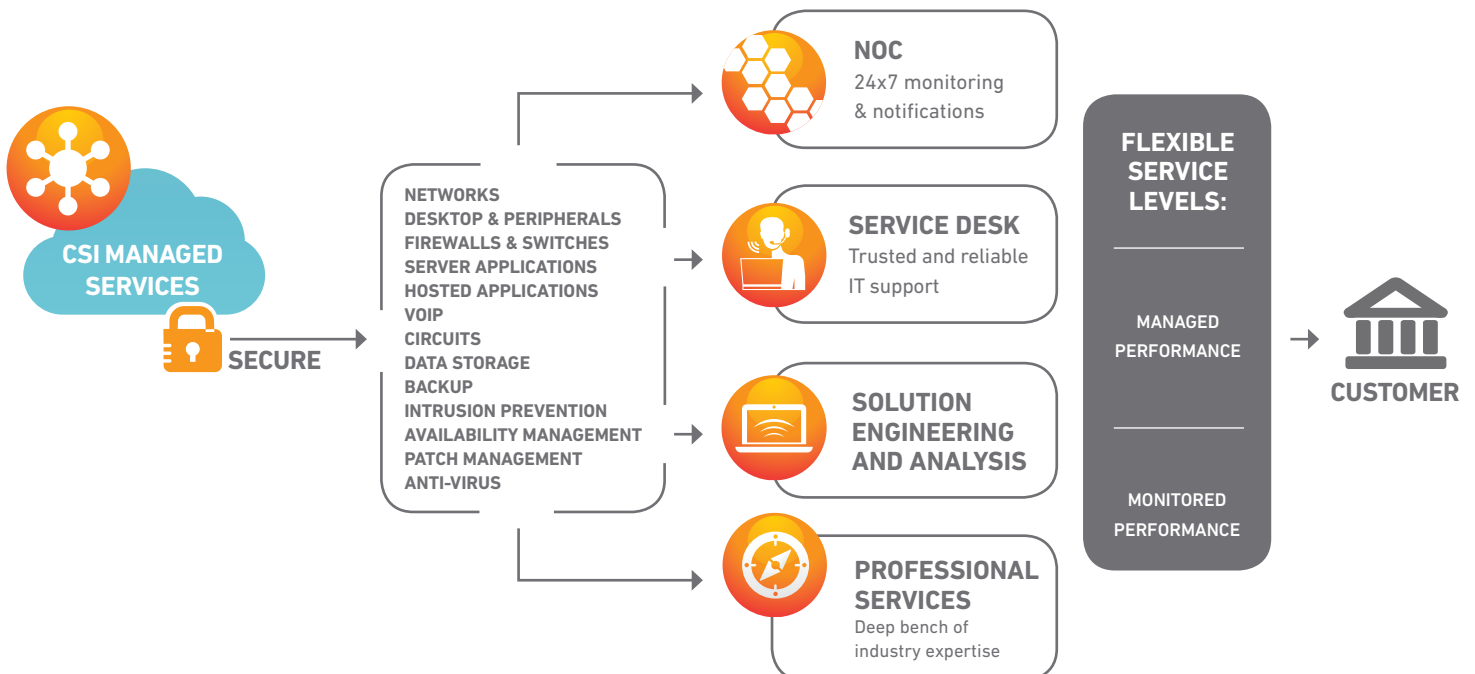 CSI MANAGED
SERVICES
SECURE
NETWORKS
DESKTOP & PERIPHERALS
FIREWALLS & SWITCHES
SERVER APPLICATIONS
HOSTED APPLICATIONS
VOIP
CIRCUITS
DATA STORAGE
BACKUP
INTRUSION PREVENTION
AVAILABILITY MANAGEMENT
PATCH MANAGEMENT
ANTI-VIRUS
NOC
24x7 monitoring
& notifications
SERVICE DESK
Trusted and reliable
IT support
SOLUTION
ENGINEERING
AND ANALYSIS
PROFESSIONAL
SERVICES
Deep bench of
industry expertise
FLEXIBLE
SERVICE
LEVELS:
MANAGED
PERFORMANCE
MONITORED
PERFORMANCE
CUSTOMER